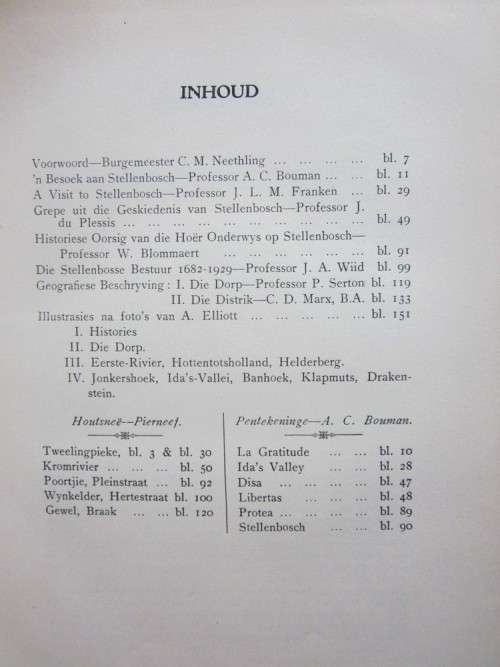 INHOUD
Voorwoord—Burgemeester C. M. Neethling ... ... ... bl. 7
'n Besoek aan Stellenbosch—Professor A. C. Bouman ... ... bl. 11
A Visit to Stellenbosch—Professor J. L. M. Franken ... bl. 29
Grepe uit die Geskiedenis van Stellenbosch—Professor J.
du Plessis ... ... ... ... ... ... ... ... ... ... bl. 49
Historiese Oorsig van die Hoër Onderwys op Stellenbosch—
Professor W. Blommaert ... ... ... ... ... ... bl. 91
Die Stellenbosse Bestuur 1682-1929—Professor J. A. Wiid bl. 99
Geografiese Beschryving : I. Die Dorp—Professor P. Serton bl. 119
II. Die Distrik—C. D. Marx, B.A. bl. 133
Illustrasies na foto's van A. Elliott ... ... ... ... ... bl. 151
I. Histories
II. Die Dorp.
III. Eerste-Rivier, Hottentotsholland, Helderberg.
IV. Jonkershoek, Ida's-Vallei, Banhoek, Klapmuts, Draken-
stein.
Houtsneë—Pierneef.
Tweelingpieke, bl. 3 & bl. 30
Kromrivier ... ... ... bl. 50
Poortjie, Pleinstraat ... bl. 92
Wynkelder, Hertestraat bl. 100
Gewel, Braak ... ... bl. 120
Pentekeninge—A. C. Bouman.
La Gratitude ... ... bl. 10
Ida's Valley ... ... bl. 28
Disa ... ... ... ... bl. 47
Libertas ... ... ... bl. 48
Protea ... ... ... ... bl. 89
Stellenbosch ... ... bl. 90